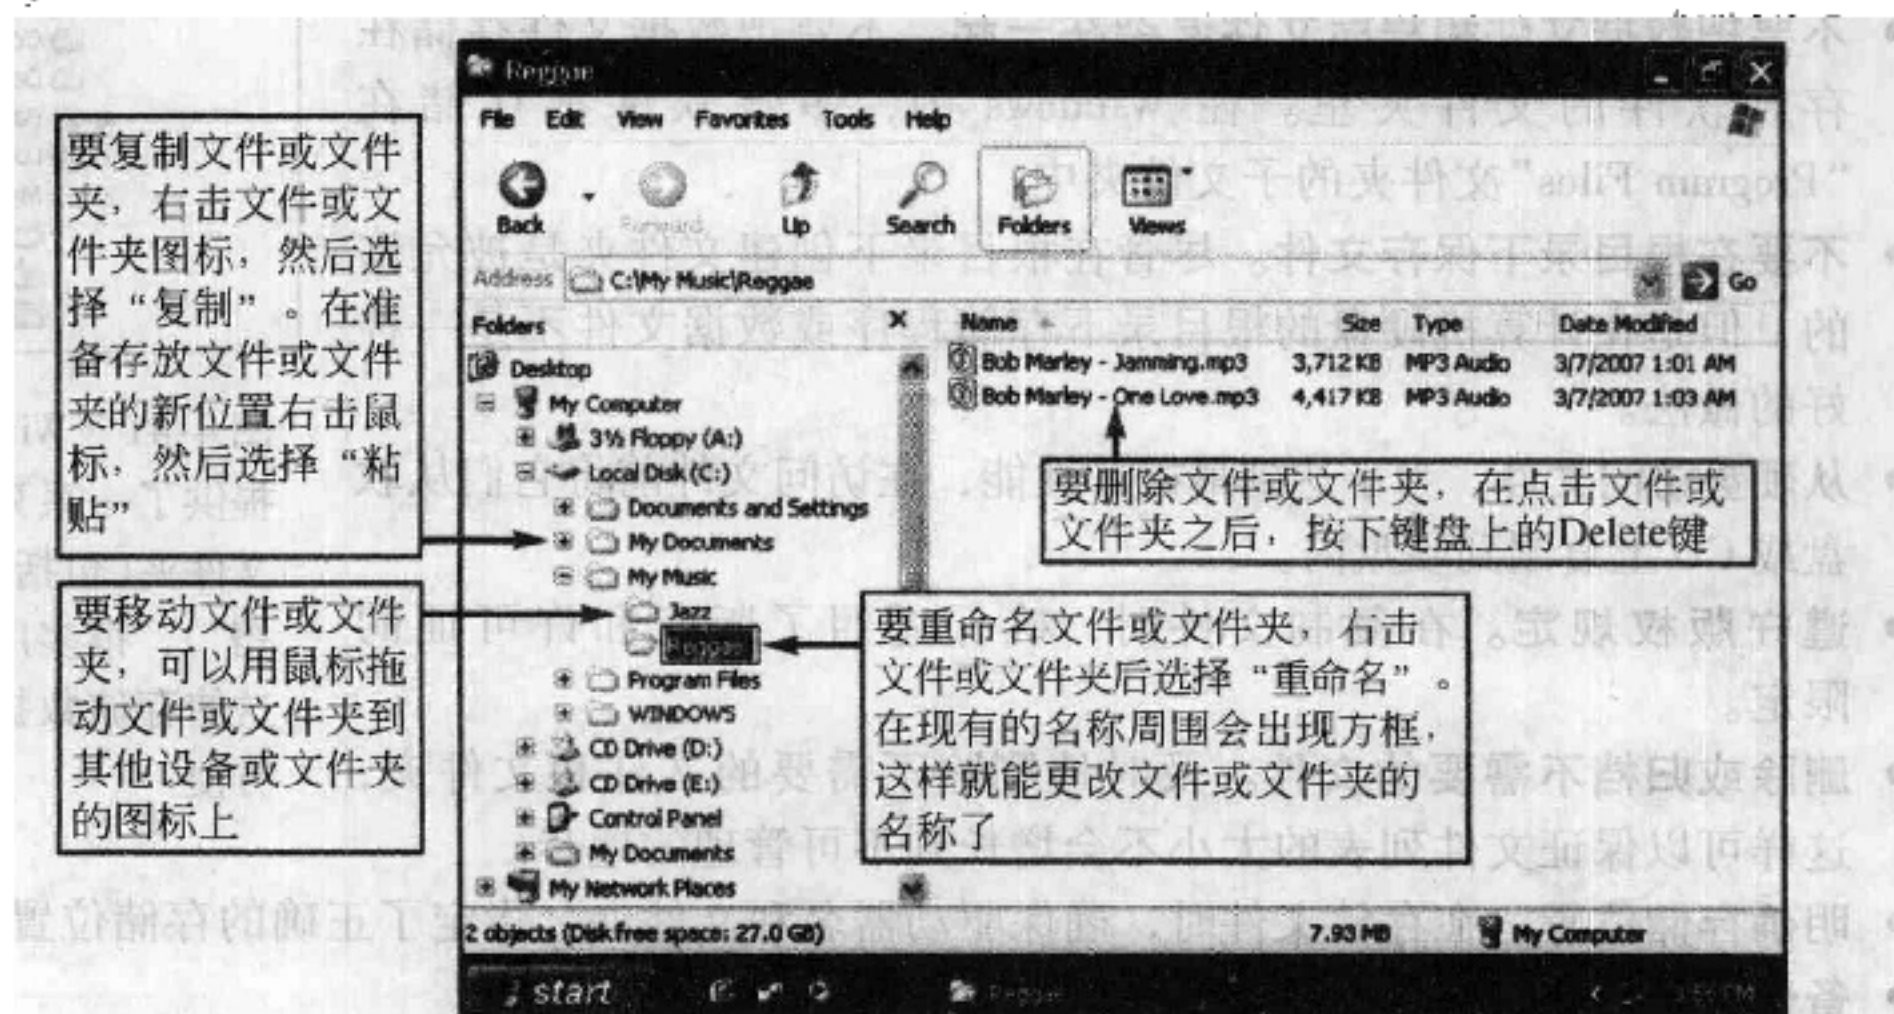 Reggae
File Edit View Favorites Tools Help
Back Forward Up Search Folders Views
Address C:\My Music\Reggae Go
Folders
Name Size Type Date Modified
Desktop
My Computer
3½ Floppy (A:)
Local Disk (C:)
Documents and Settings
My Documents
My Music
Jazz
Reggae
Program Files
WINDOWS
CD Drive (D:)
CD Drive (E:)
Control Panel
My Documents
My Network Places
Bob Marley - Jamming.mp3 3,712 KB MP3 Audio 3/7/2007 1:01 AM
Bob Marley - One Love.mp3 4,417 KB MP3 Audio 3/7/2007 1:03 AM
2 objects (Disk free space: 27.0 GB) 7.93 MB My Computer
start Reggae
要复制文件或文件
夹，右击文件或文
件夹图标，然后选
择“复制”。在准
备存放文件或文件
夹的新位置右击鼠
标，然后选择“粘
贴”
要移动文件或文件
夹，可以用鼠标拖
动文件或文件夹到
其他设备或文件夹
的图标上
要删除文件或文件夹，在点击文件或
文件夹之后，按下键盘上的Delete键
要重命名文件或文件夹，右击
文件或文件夹后选择“重命名”。
在现有的名称周围会出现方框，
这样就能更改文件或文件夹的
名称了